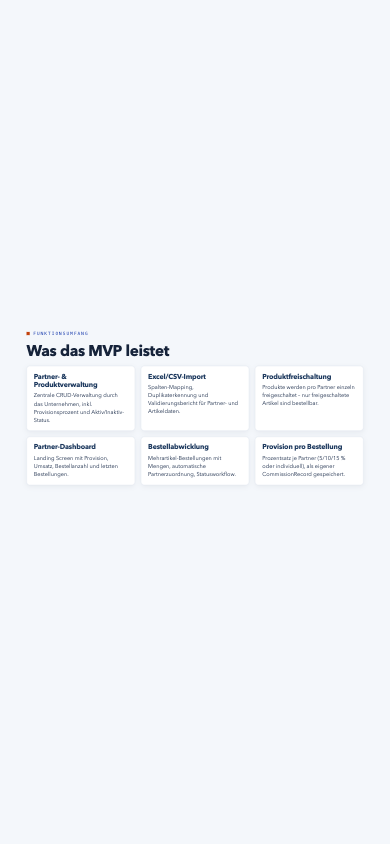 FUNKTIONSUMFANG
Was das MVP leistet
Partner- &
Produktverwaltung
Zentrale CRUD-Verwaltung durch
das Unternehmen, inkl.
Provisionsprozent und Aktiv/Inaktiv-
Status.
Excel/CSV-Import
Spalten-Mapping,
Duplikaterkennung und
Validierungsbericht für Partner- und
Artikeldaten.
Produktfreischaltung
Produkte werden pro Partner einzeln
freigeschaltet – nur freigeschaltete
Artikel sind bestellbar.
Partner-Dashboard
Landing Screen mit Provision,
Umsatz, Bestellanzahl und letzten
Bestellungen.
Bestellabwicklung
Mehrartikel-Bestellungen mit
Mengen, automatische
Partnerzuordnung, Statusworkflow.
Provision pro Bestellung
Prozentsatz je Partner (5/10/15 %
oder individuell), als eigener
CommissionRecord gespeichert.